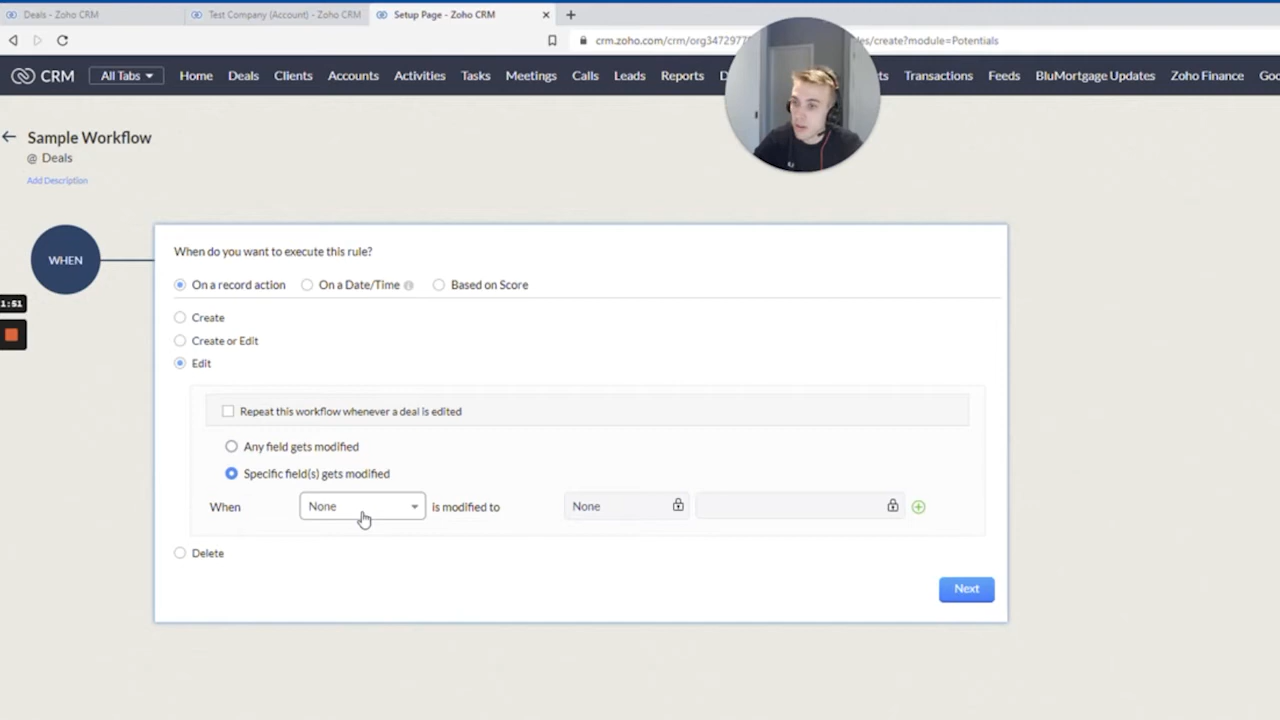 Deals - Zoho CRM
Test Company (Account) - Zoho CRM
Setup Page - Zoho CRM
crm.zoho.com/crm/org3472977
les/create?module=Potentials
CRM
All Tabs
Home
Deals
Clients
Accounts
Activities
Tasks
Meetings
Calls
Leads
Reports
Transactions
Feeds
BluMortgage Updates
Zoho Finance
Sample Workflow
@ Deals
Add Description
WHEN
When do you want to execute this rule?
On a record action
On a Date/Time
Based on Score
Create
1:51
Create or Edit
Edit
Repeat this workflow whenever a deal is edited
Any field gets modified
Specific field(s) gets modified
When
None
is modified to
None
Delete
Next